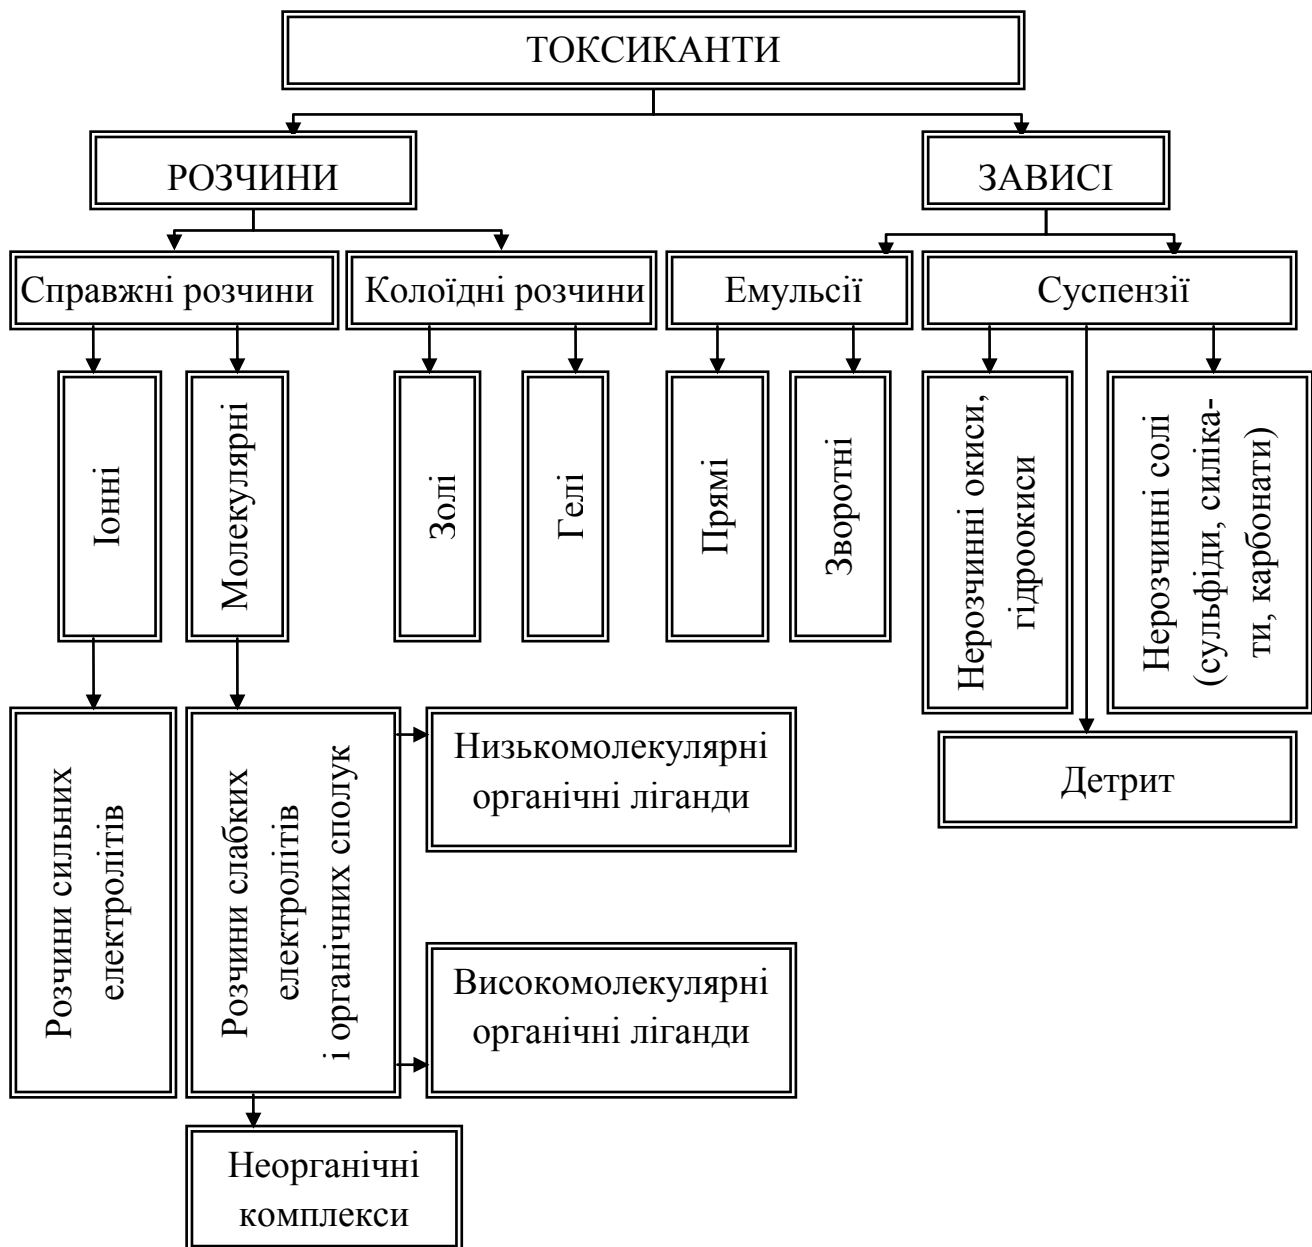 ТОКСИКАНТИ
РОЗЧИНИ
ЗАВИСІ
Справжні розчини
Колоїдні розчини
Емульсії
Суспензії
Іонні
Молекулярні
Золі
Гелі
Прямі
Зворотні
Нерозчинні окиси,
гідроокиси
Нерозчинні солі
(сульфіди, силіка-
ти, карбонати)
Розчини сильних
електролітів
Розчини слабких
електролітів
і органічних сполук
Низькомолекулярні
органічні ліганди
Детрит
Високомолекулярні
органічні ліганди
Неорганічні
комплекси